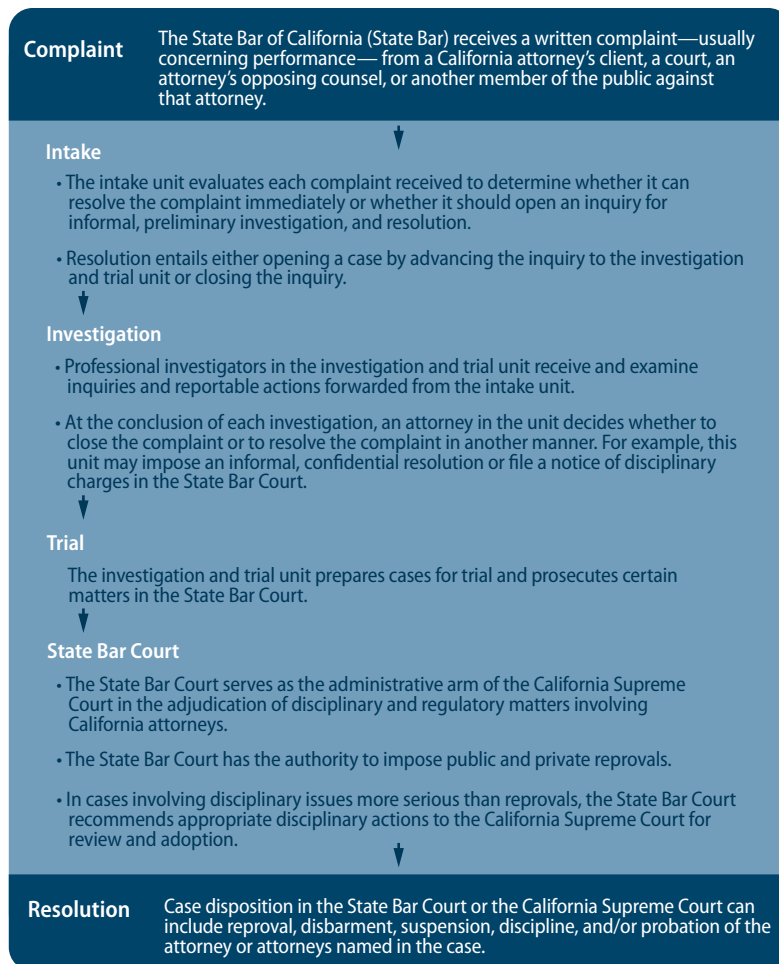 Complaint
The State Bar of California (State Bar) receives a written complaint—usually
concerning performance— from a California attorney's client, a court, an
attorney's opposing counsel, or another member of the public against
that attorney.
Intake
• The intake unit evaluates each complaint received to determine whether it can
resolve the complaint immediately or whether it should open an inquiry for
informal, preliminary investigation, and resolution.
• Resolution entails either opening a case by advancing the inquiry to the investigation
and trial unit or closing the inquiry.
Investigation
• Professional investigators in the investigation and trial unit receive and examine
inquiries and reportable actions forwarded from the intake unit.
• At the conclusion of each investigation, an attorney in the unit decides whether to
close the complaint or to resolve the complaint in another manner. For example, this
unit may impose an informal, confidential resolution or file a notice of disciplinary
charges in the State Bar Court.
Trial
The investigation and trial unit prepares cases for trial and prosecutes certain
matters in the State Bar Court.
State Bar Court
• The State Bar Court serves as the administrative arm of the California Supreme
Court in the adjudication of disciplinary and regulatory matters involving
California attorneys.
• The State Bar Court has the authority to impose public and private reprovals.
• In cases involving disciplinary issues more serious than reprovals, the State Bar Court
recommends appropriate disciplinary actions to the California Supreme Court for
review and adoption.
Resolution
Case disposition in the State Bar Court or the California Supreme Court can
include reproval, disbarment, suspension, discipline, and/or probation of the
attorney or attorneys named in the case.